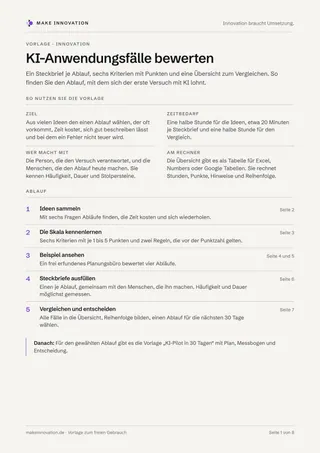 MAKE INNOVATION
Innovation braucht Umsetzung.
VORLAGE · INNOVATION
KI-Anwendungsfälle bewerten
Ein Steckbrief je Ablauf, sechs Kriterien mit Punkten und eine Übersicht zum Vergleichen. So
finden Sie den Ablauf, mit dem sich der erste Versuch mit KI lohnt.
SO NUTZEN SIE DIE VORLAGE
ZIEL
Aus vielen Ideen den einen Ablauf wählen, der oft
vorkommt, Zeit kostet, sich gut beschreiben lässt
und bei dem ein Fehler nicht teuer wird.
ZEITBEDARF
Eine halbe Stunde für die Ideen, etwa 20 Minuten
je Steckbrief und eine halbe Stunde für den
Vergleich.
WER MACHT MIT
Die Person, die den Versuch verantwortet, und die
Menschen, die den Ablauf heute machen. Sie
kennen Häufigkeit, Dauer und Stolpersteine.
AM RECHNER
Die Übersicht gibt es als Tabelle für Excel,
Numbers oder Google Tabellen. Sie rechnet
Stunden, Punkte, Hinweise und Reihenfolge.
ABLAUF
1 Ideen sammeln Seite 2
Mit sechs Fragen Abläufe finden, die Zeit kosten und sich wiederholen.
2 Die Skala kennenlernen Seite 3
Sechs Kriterien mit je 1 bis 5 Punkten und zwei Regeln, die vor der Punktzahl gelten.
3 Beispiel ansehen Seite 4 und 5
Ein frei erfundenes Planungsbüro bewertet vier Abläufe.
4 Steckbriefe ausfüllen Seite 6
Einen je Ablauf, gemeinsam mit den Menschen, die ihn machen. Häufigkeit und Dauer
möglichst gemessen.
5 Vergleichen und entscheiden Seite 7
Alle Fälle in die Übersicht, Reihenfolge bilden, einen Ablauf für die nächsten 30 Tage
wählen.
Danach: Für den gewählten Ablauf gibt es die Vorlage „KI-Pilot in 30 Tagen“ mit Plan, Messbogen und
Entscheidung.
makeinnovation.de · Vorlage zum freien Gebrauch
Seite 1 von 8